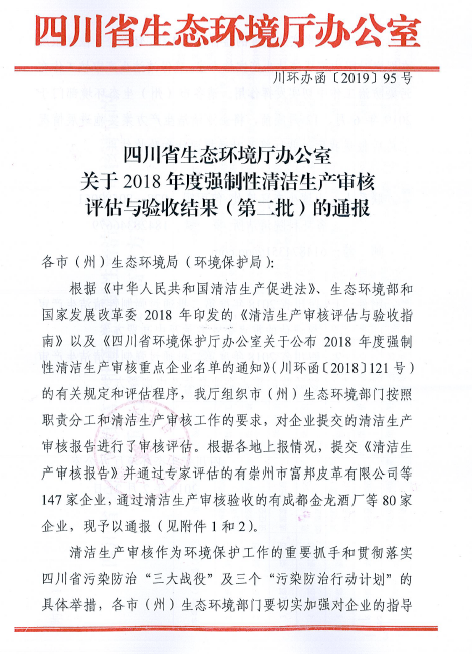 四川省生态环境厅办公室
川环办函〔2019〕95号
四川省生态环境厅办公室
关于2018年度强制性清洁生产审核
评估与验收结果（第二批）的通报
各市（州）生态环境局（环境保护局）：
根据《中华人民共和国清洁生产促进法》、生态环境部和
国家发展改革委 2018 年印发的《清洁生产审核评估与验收指
南》以及《四川省环境保护厅办公室关于公布 2018 年度强制
性清洁生产审核重点企业名单的通知》（川环函〔2018〕121号）
的有关规定和评估程序，我厅组织市（州）生态环境部门按照
职责分工和清洁生产审核工作的要求，对企业提交的清洁生产
审核报告进行了审核评估。根据各地上报情况，提交《清洁生
产审核报告》并通过专家评估的有崇州市富邦皮革有限公司等
147家企业，通过清洁生产审核验收的有成都金龙酒厂等80家
企业，现予以通报（见附件1和2）。
清洁生产审核作为环境保护工作的重要抓手和贯彻落实
四川省污染防治“三大战役”及三个“污染防治行动计划”的
具体举措，各市（州）生态环境部门要切实加强对企业的指导